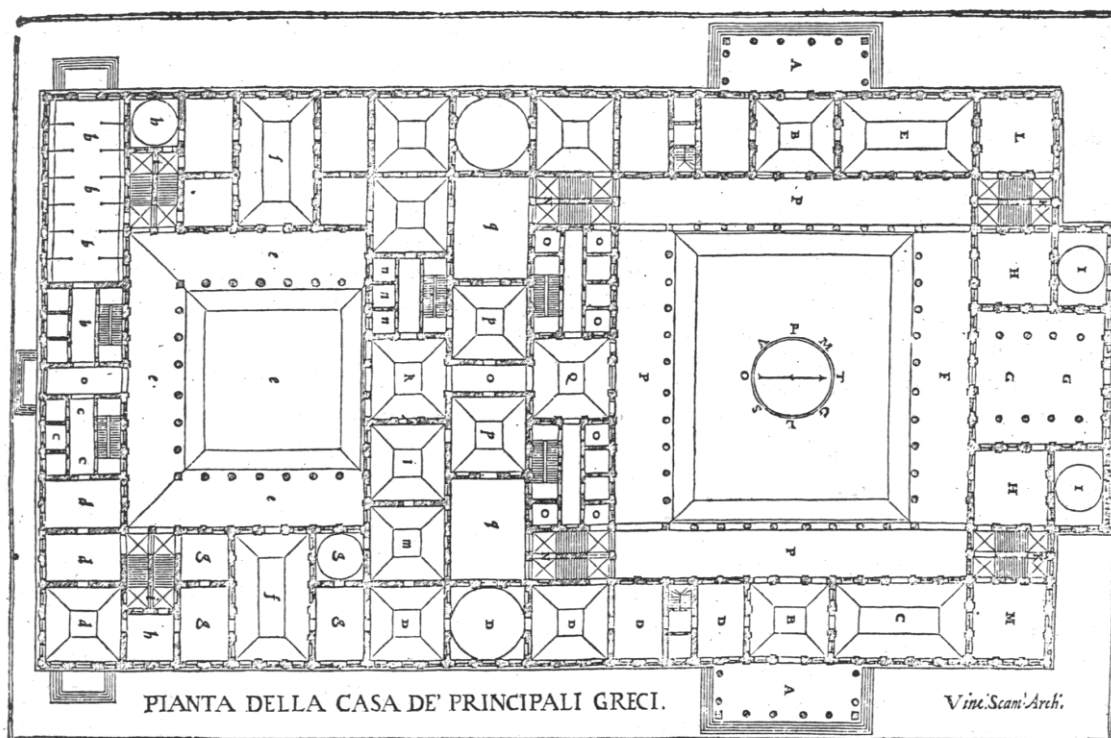 A
b h f B E L
b P K
b e N q o o H I
b n n n p o o P F G G
e e k o Q
o
P
A M
O T
S G
L
c c c p i o o H I
d e m q
d g g f N P K
d h g g D D D D D B C M
A
PIANTA DELLA CASA DE' PRINCIPALI GRECI.
Vinc. Scam. Arch.